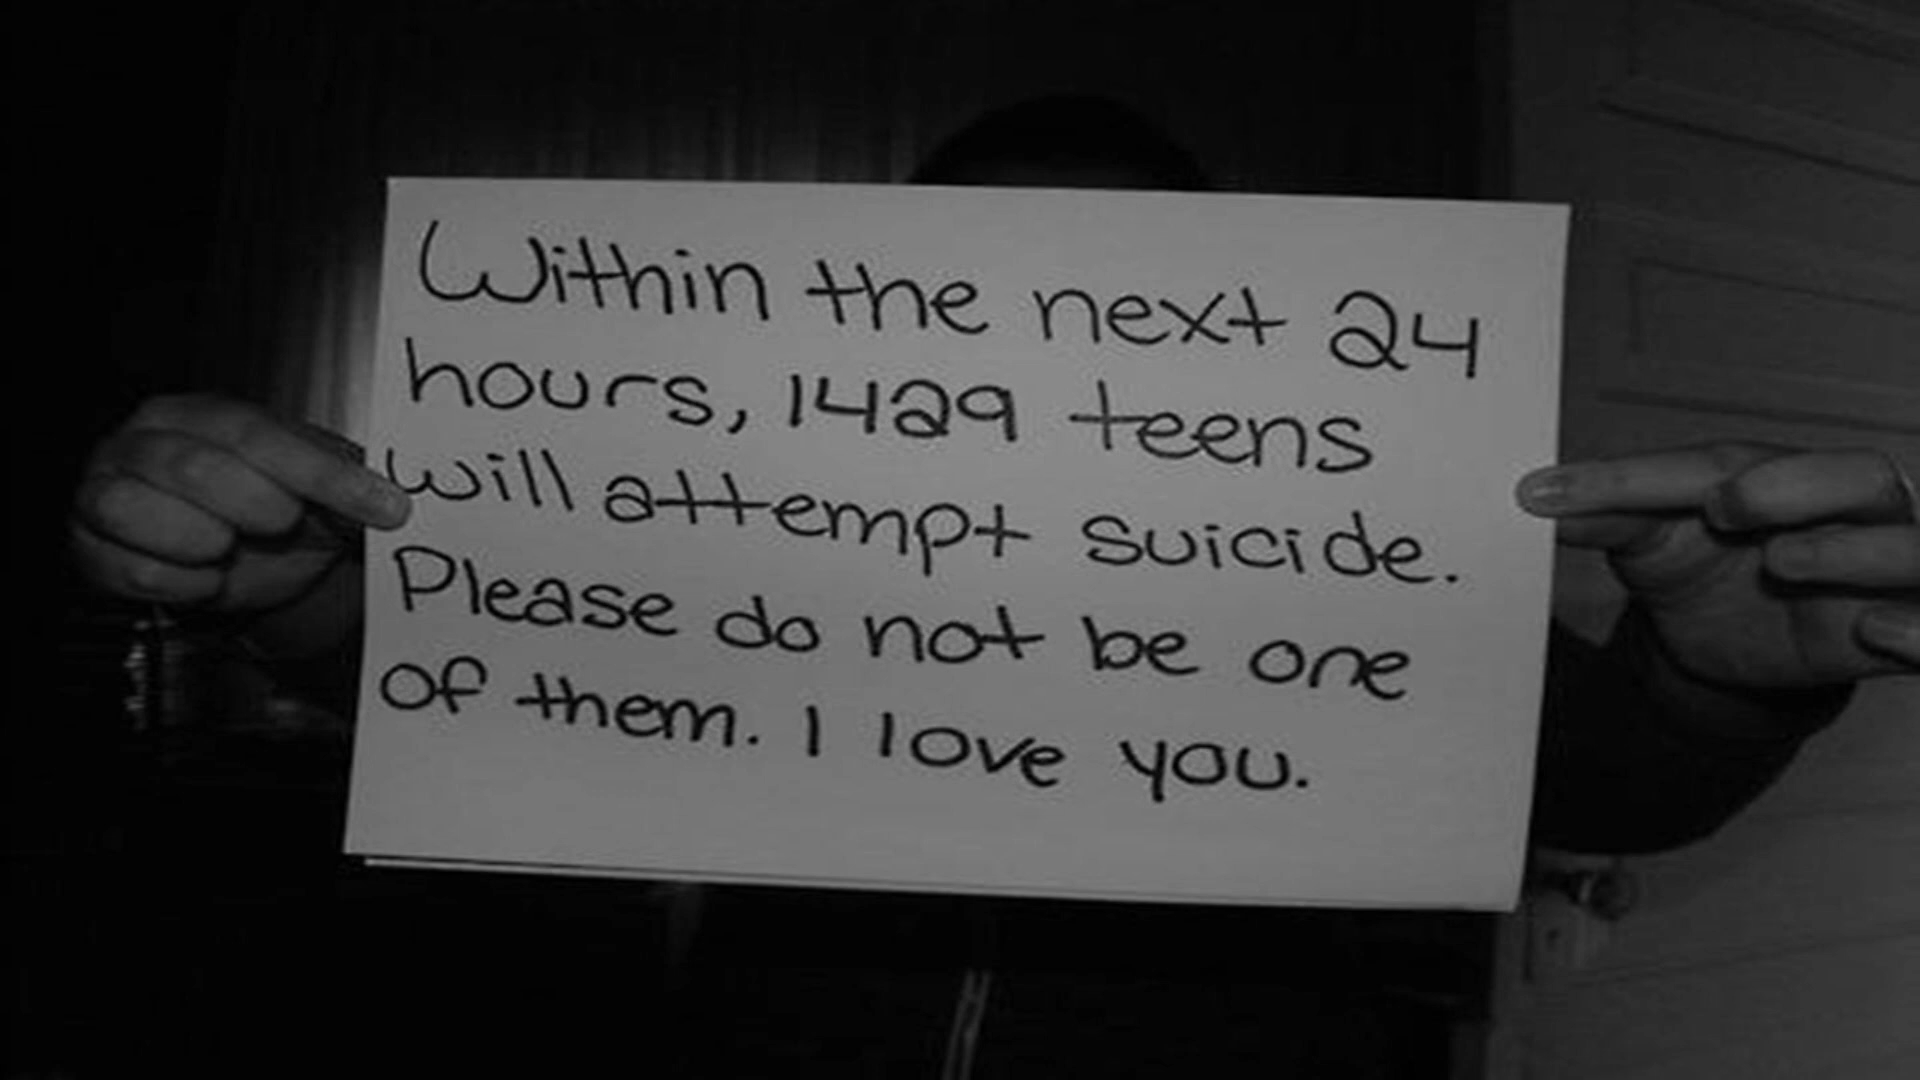 Within the next 24
hours, 1429 teens
will attempt suicide.
Please do not be one
of them. I love you.